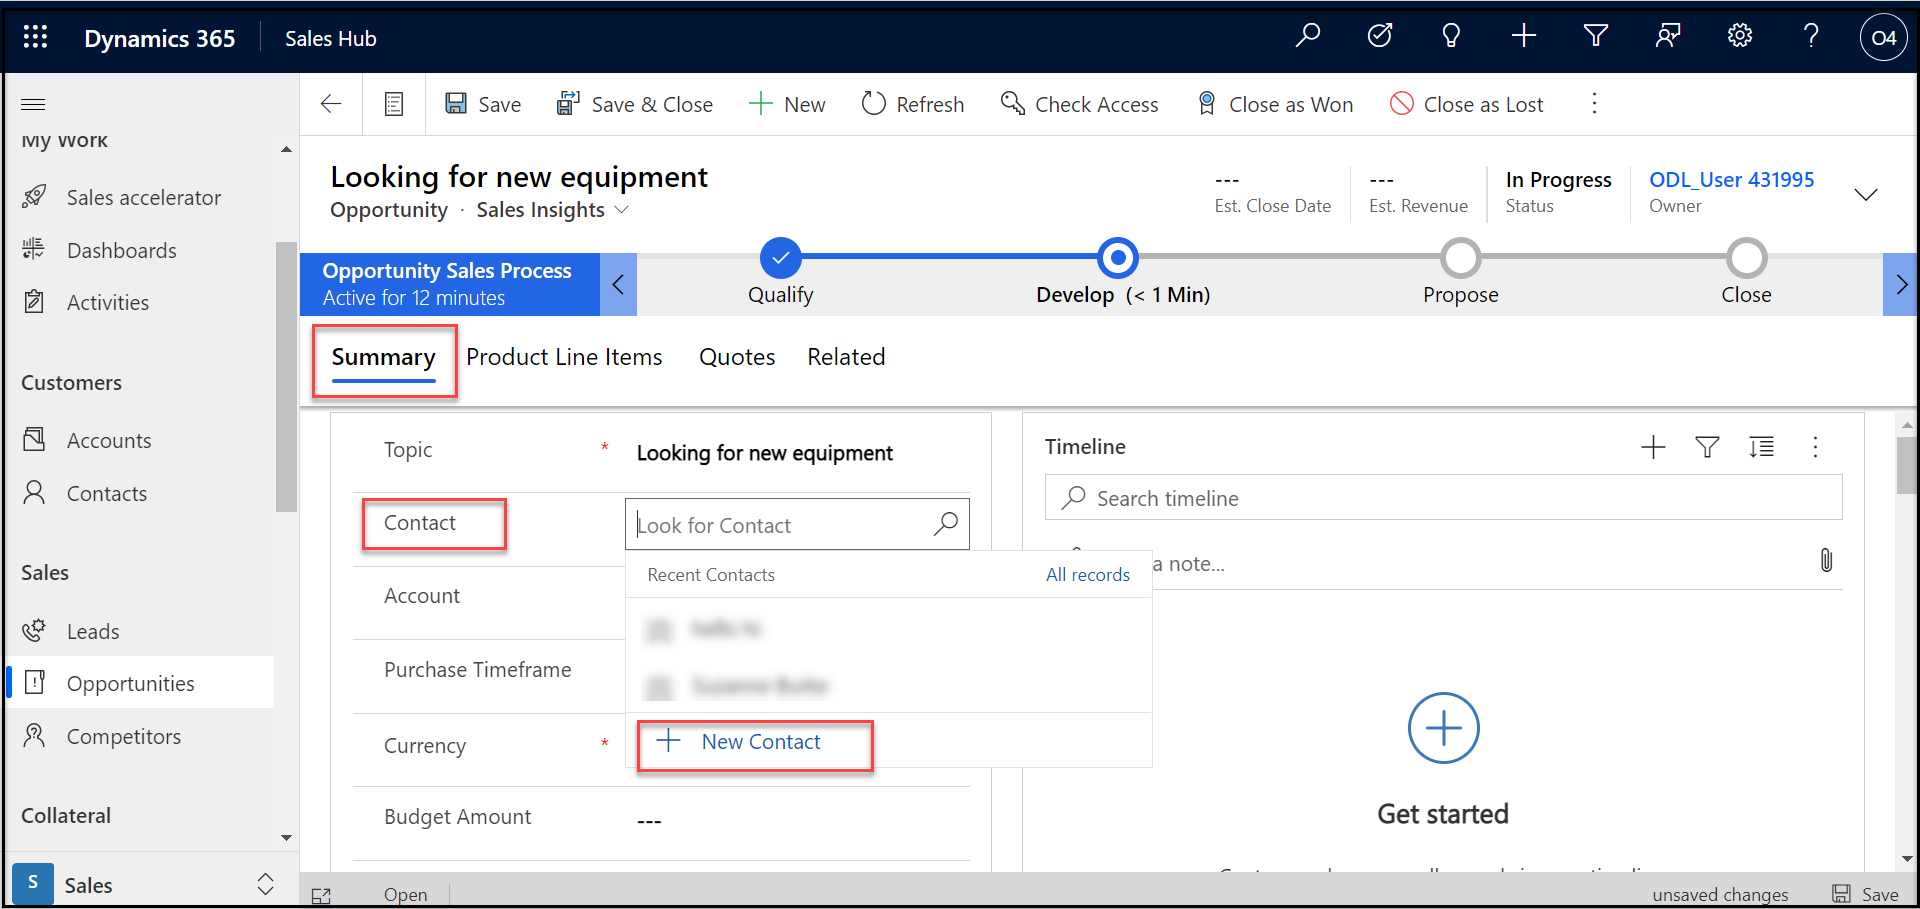 Dynamics 365
Sales Hub
O4
My Work
Sales accelerator
Dashboards
Activities
Customers
Accounts
Contacts
Sales
Leads
Opportunities
Competitors
Collateral
S
Sales
Save
Save & Close
New
Refresh
Check Access
Close as Won
Close as Lost
Looking for new equipment
Opportunity · Sales Insights
---
Est. Close Date
---
Est. Revenue
In Progress
Status
ODL_User 431995
Owner
Opportunity Sales Process
Active for 12 minutes
Qualify
Develop (< 1 Min)
Propose
Close
Summary
Product Line Items
Quotes
Related
Topic
*
Looking for new equipment
Contact
Look for Contact
Recent Contacts
All records
New Contact
Account
Purchase Timeframe
Currency
*
Budget Amount
---
Timeline
Search timeline
a note...
Get started
Open
unsaved changes
Save